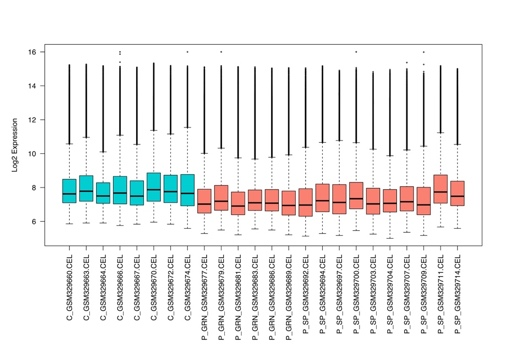 16
14
12
10
8
6
Log2 Expression
C_GSM329660.CEL
C_GSM329663.CEL
C_GSM329664.CEL
C_GSM329666.CEL
C_GSM329667.CEL
C_GSM329670.CEL
C_GSM329672.CEL
C_GSM329674.CEL
P_GRN_GSM329677.CEL
P_GRN_GSM329679.CEL
P_GRN_GSM329681.CEL
P_GRN_GSM329683.CEL
P_GRN_GSM329686.CEL
P_GRN_GSM329689.CEL
P_SP_GSM329692.CEL
P_SP_GSM329694.CEL
P_SP_GSM329697.CEL
P_SP_GSM329700.CEL
P_SP_GSM329703.CEL
P_SP_GSM329704.CEL
P_SP_GSM329707.CEL
P_SP_GSM329709.CEL
P_SP_GSM329711.CEL
P_SP_GSM329714.CEL